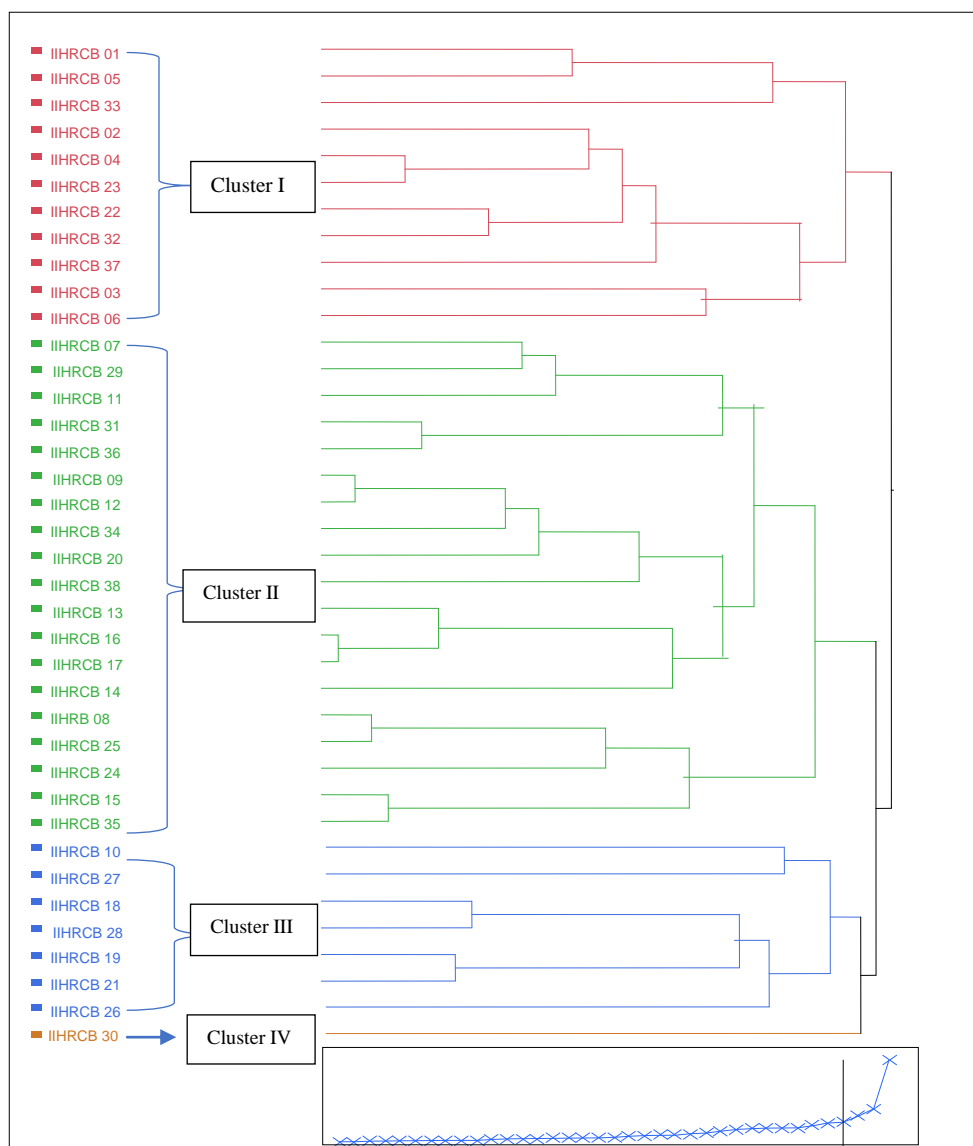 IIHRCB 01
IIHRCB 05
IIHRCB 33
IIHRCB 02
IIHRCB 04
IIHRCB 23
IIHRCB 22
IIHRCB 32
IIHRCB 37
IIHRCB 03
IIHRCB 06
Cluster I
IIHRCB 07
IIHRCB 29
IIHRCB 11
IIHRCB 31
IIHRCB 36
IIHRCB 09
IIHRCB 12
IIHRCB 34
IIHRCB 20
IIHRCB 38
IIHRCB 13
IIHRCB 16
IIHRCB 17
IIHRCB 14
IIHRB 08
IIHRCB 25
IIHRCB 24
IIHRCB 15
IIHRCB 35
Cluster II
IIHRCB 10
IIHRCB 27
IIHRCB 18
IIHRCB 28
IIHRCB 19
IIHRCB 21
IIHRCB 26
Cluster III
IIHRCB 30
Cluster IV